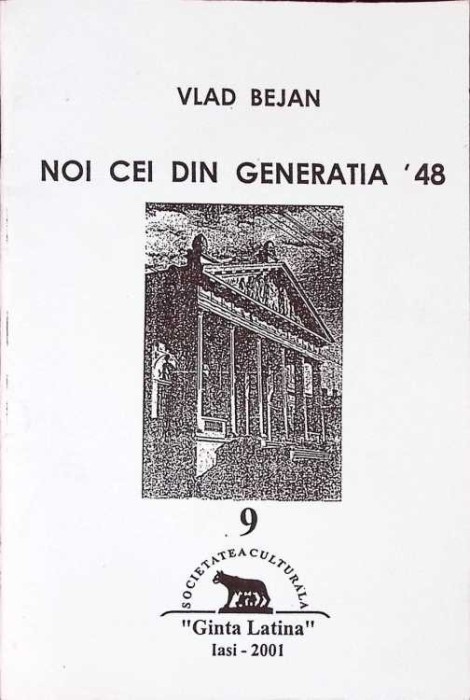 VLAD BEJAN
NOI CEI DIN GENERATIA '48
9
SOCIETATEA CULTURALA
"Ginta Latina"
Iasi - 2001